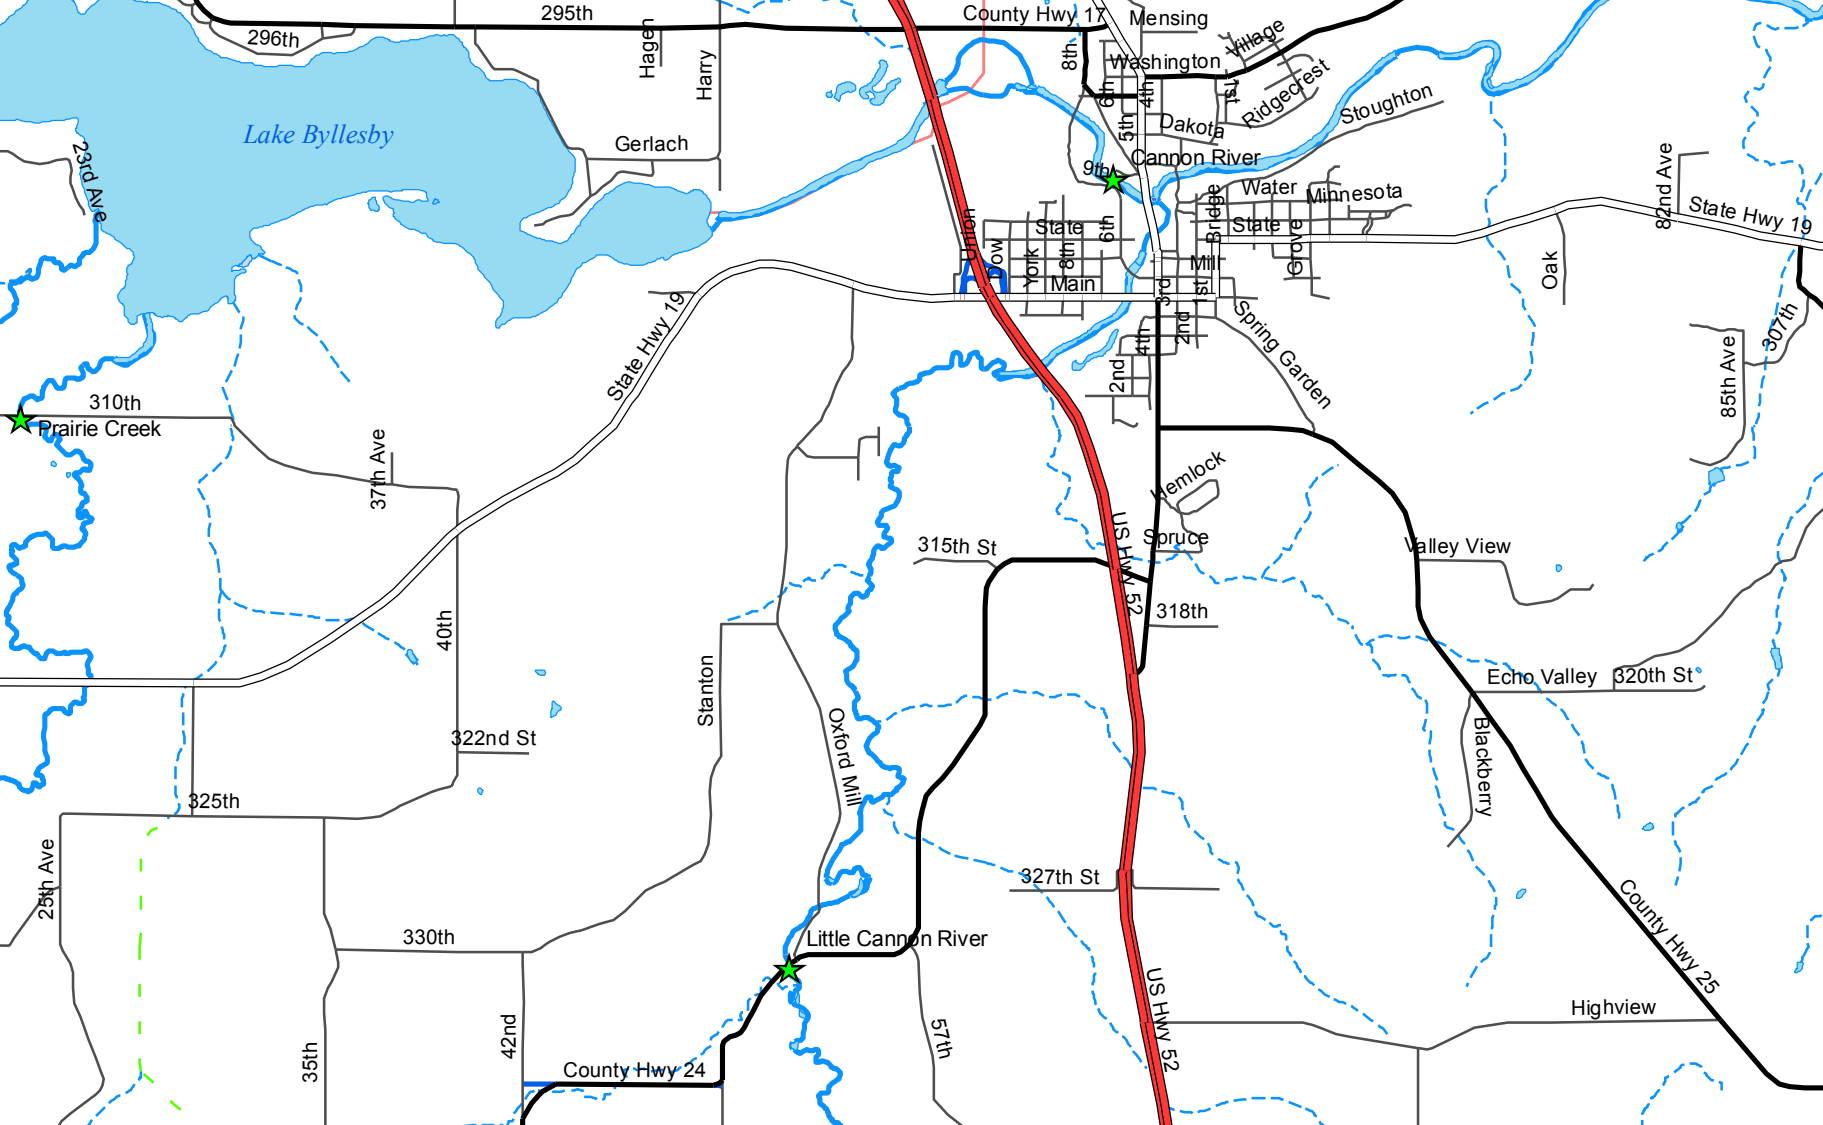 295th
County Hwy 17
Mensing
296th
Hagen
Harry
8th
Village
Washington
6th
4th
1st
Ridgecrest
Stoughton
Lake Byllesby
Gerlach
5th
Dakota
23rd Ave
Cannon River
9th
82nd Ave
Water
Minnesota
State Hwy 19
Union
State
6th
Bridge
State
Grove
Dow
York
8th
Mill
Oak
Main
3rd
1st
State Hwy 19
2nd
4th
Spring Garden
307th
85th Ave
2nd
310th
Prairie Creek
37th Ave
Hemlock
US Hwy 52
315th St
Spruce
Valley View
40th
318th
Stanton
Echo Valley
320th St
Oxford Mill
322nd St
Blackberry
325th
25th Ave
327th St
County Hwy 25
330th
Little Cannon River
US Hwy 52
Highview
35th
42nd
57th
County Hwy 24